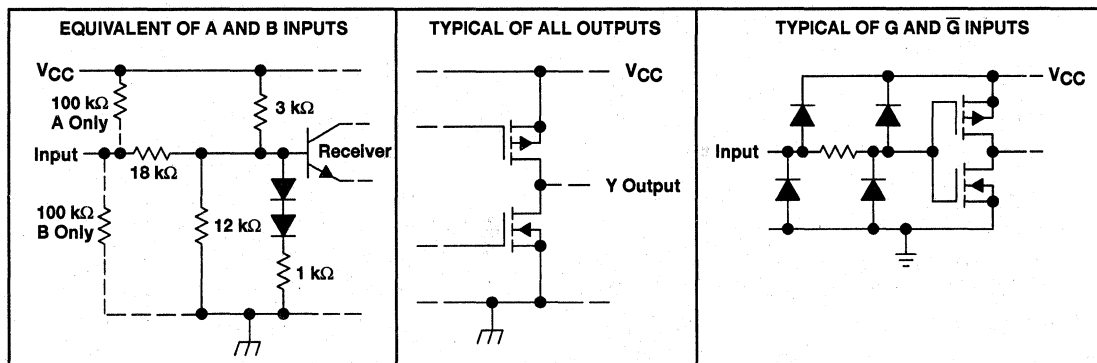 EQUIVALENT OF A AND B INPUTS
VCC
100 kΩ
A Only
3 kΩ
Input
18 kΩ
Receiver
100 kΩ
B Only
12 kΩ
1 kΩ
TYPICAL OF ALL OUTPUTS
VCC
Y Output
TYPICAL OF G AND G̅ INPUTS
VCC
Input